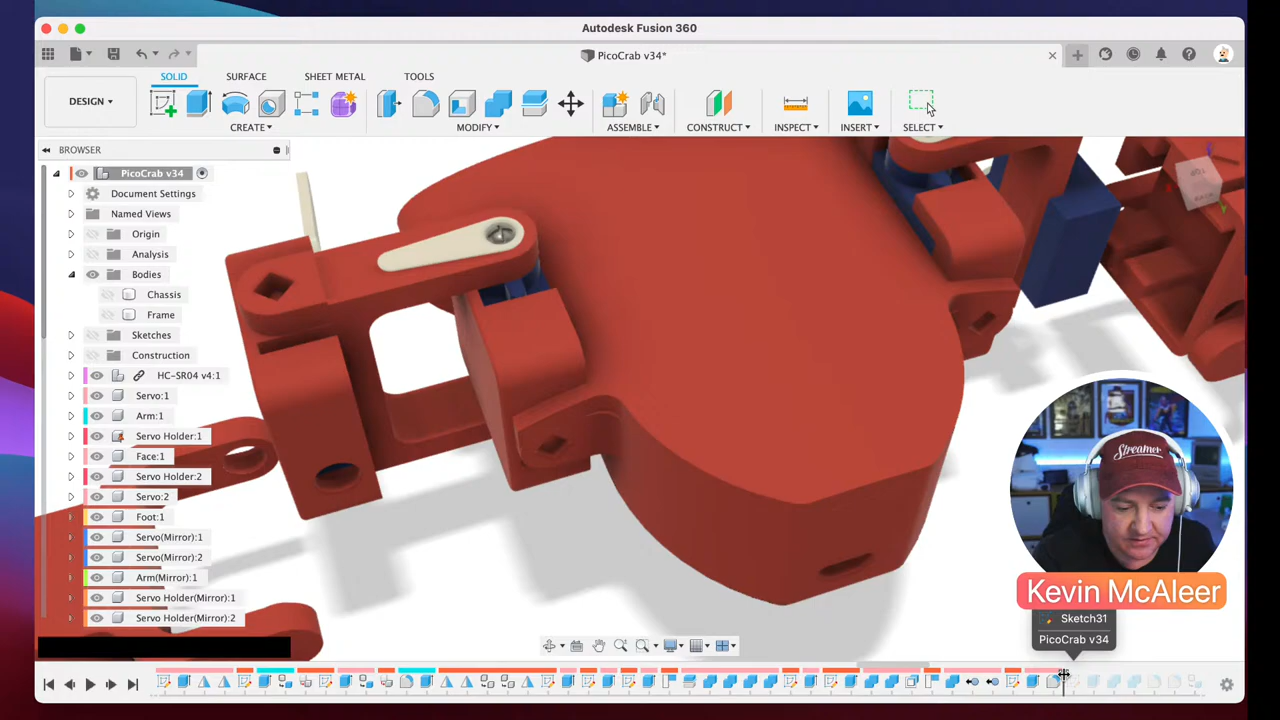 Autodesk Fusion 360
PicoCrab v34*
SOLID SURFACE SHEET METAL TOOLS
DESIGN
CREATE MODIFY ASSEMBLE CONSTRUCT INSPECT INSERT SELECT
BROWSER
PicoCrab v34
Document Settings
Named Views
Origin
Analysis
Bodies
Chassis
Frame
Sketches
Construction
HC-SR04 v4:1
Servo:1
Arm:1
Servo Holder:1
Face:1
Servo Holder:2
Servo:2
Foot:1
Servo(Mirror):1
Servo(Mirror):2
Arm(Mirror):1
Servo Holder(Mirror):1
Servo Holder(Mirror):2
Streamer
Kevin McAleer
Sketch31
PicoCrab v34